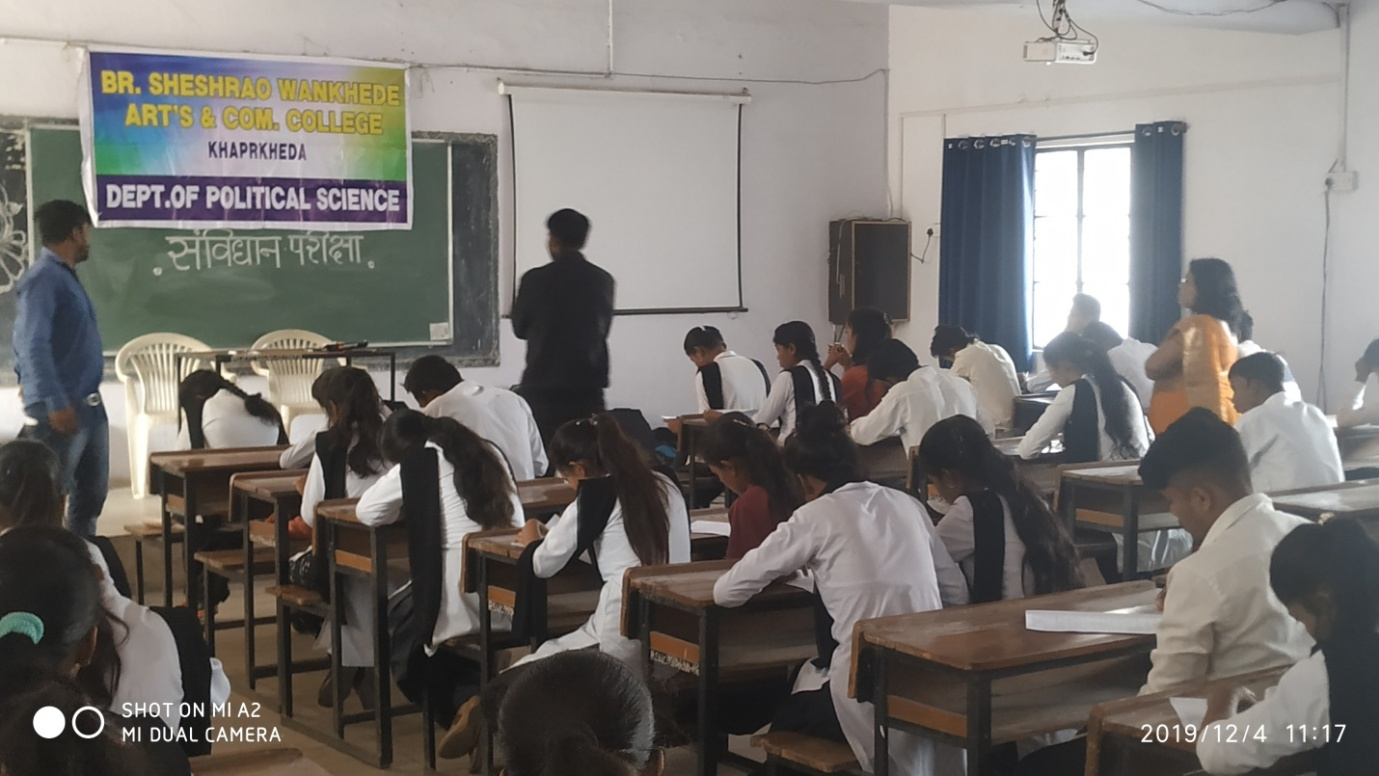 BR. SHESHRAO WANKHEDE
ART'S & COM. COLLEGE
KHAPRKHEDA
DEPT.OF POLITICAL SCIENCE
. संविधान परीक्षा .
SHOT ON MI A2
MI DUAL CAMERA
2019/12/4 11:17